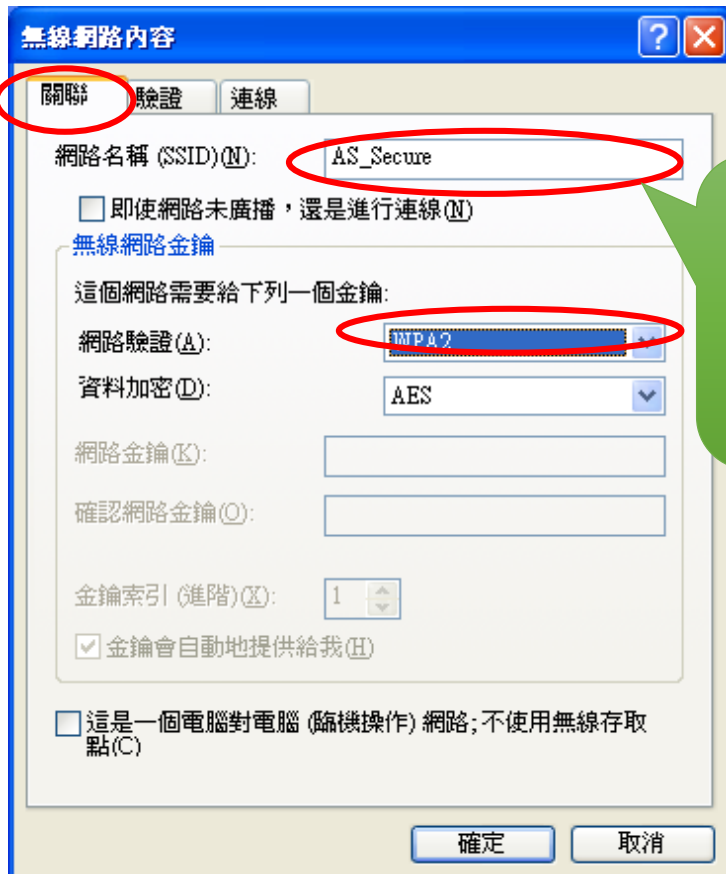 無線網路內容
關聯 驗證 連線
網路名稱 (SSID)(N): AS_Secure
即使網路未廣播，還是進行連線(N)
無線網路金鑰
這個網路需要給下列一個金鑰:
網路驗證(A): WPA2
資料加密(D): AES
網路金鑰(K):
確認網路金鑰(O):
金鑰索引 (進階)(X): 1
金鑰會自動地提供給我(H)
這是一個電腦對電腦 (臨機操作) 網路;不使用無線存取
點(C)
確定 取消